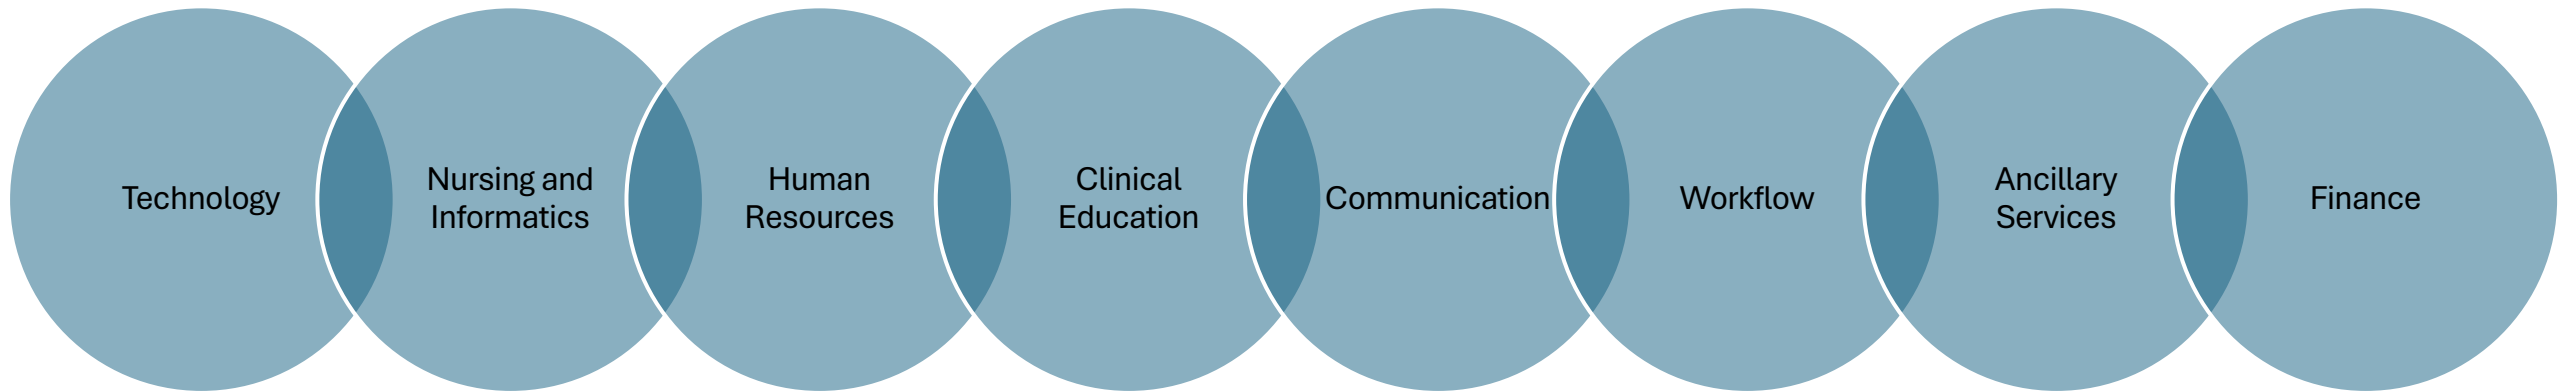 Technology
Nursing and
Informatics
Human
Resources
Clinical
Education
Communication
Workflow
Ancillary
Services
Finance